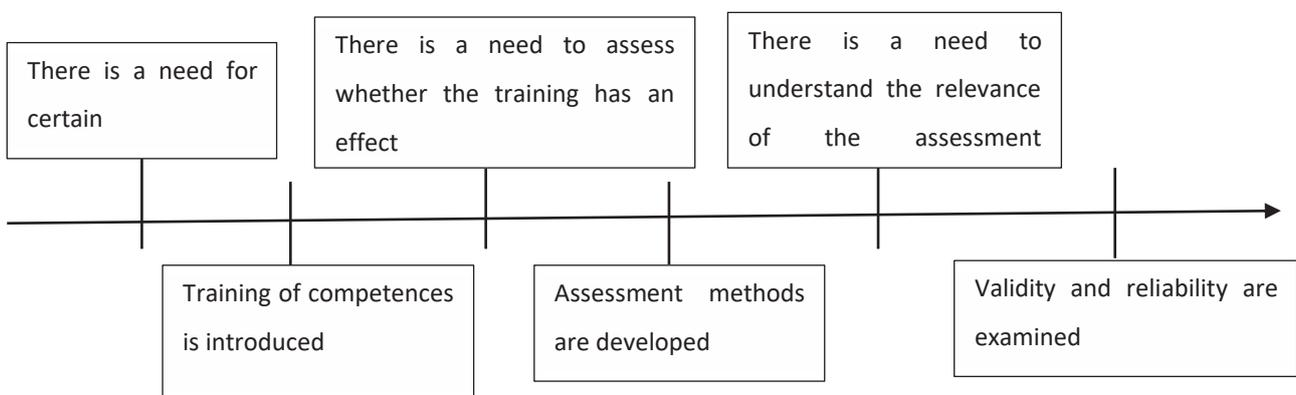 There is a need for
certain
Training of competences
is introduced
There is a need to assess
whether the training has an
effect
Assessment methods
are developed
There is a need to
understand the relevance
of the assessment
Validity and reliability are
examined